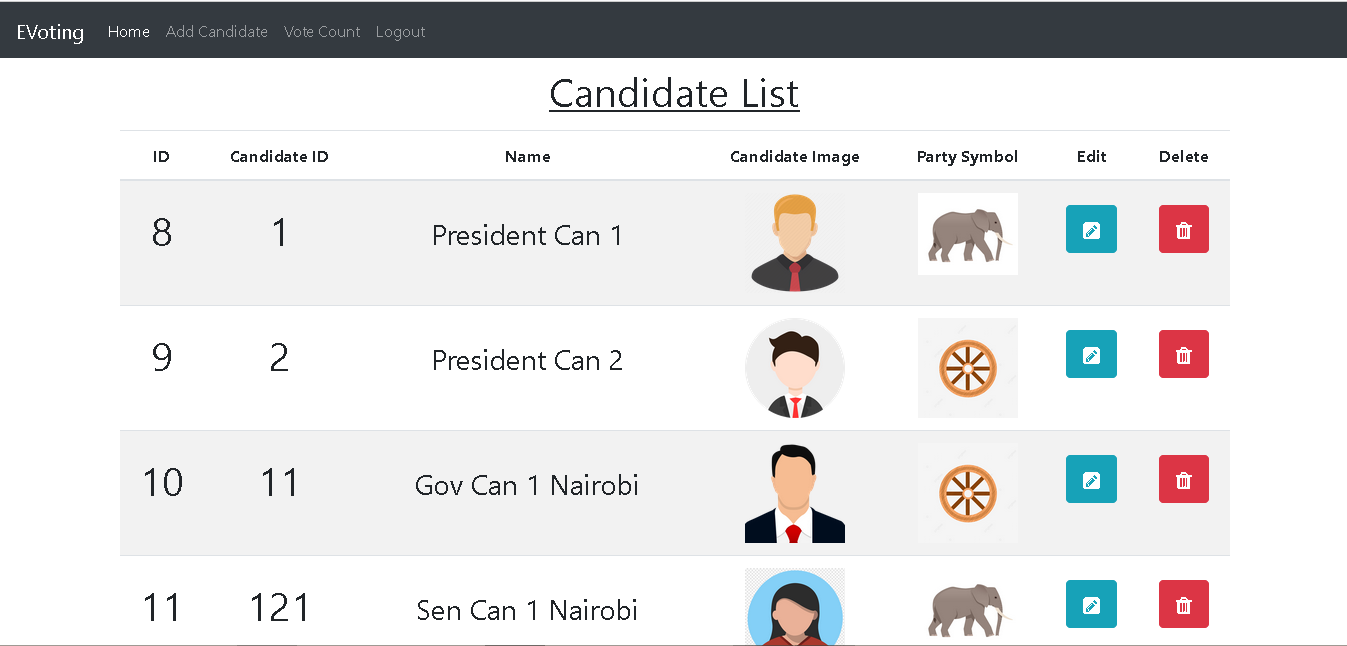 EVoting Home Add Candidate Vote Count Logout
Candidate List
ID Candidate ID Name Candidate Image Party Symbol Edit Delete
8 1 President Can 1
9 2 President Can 2
10 11 Gov Can 1 Nairobi
11 121 Sen Can 1 Nairobi